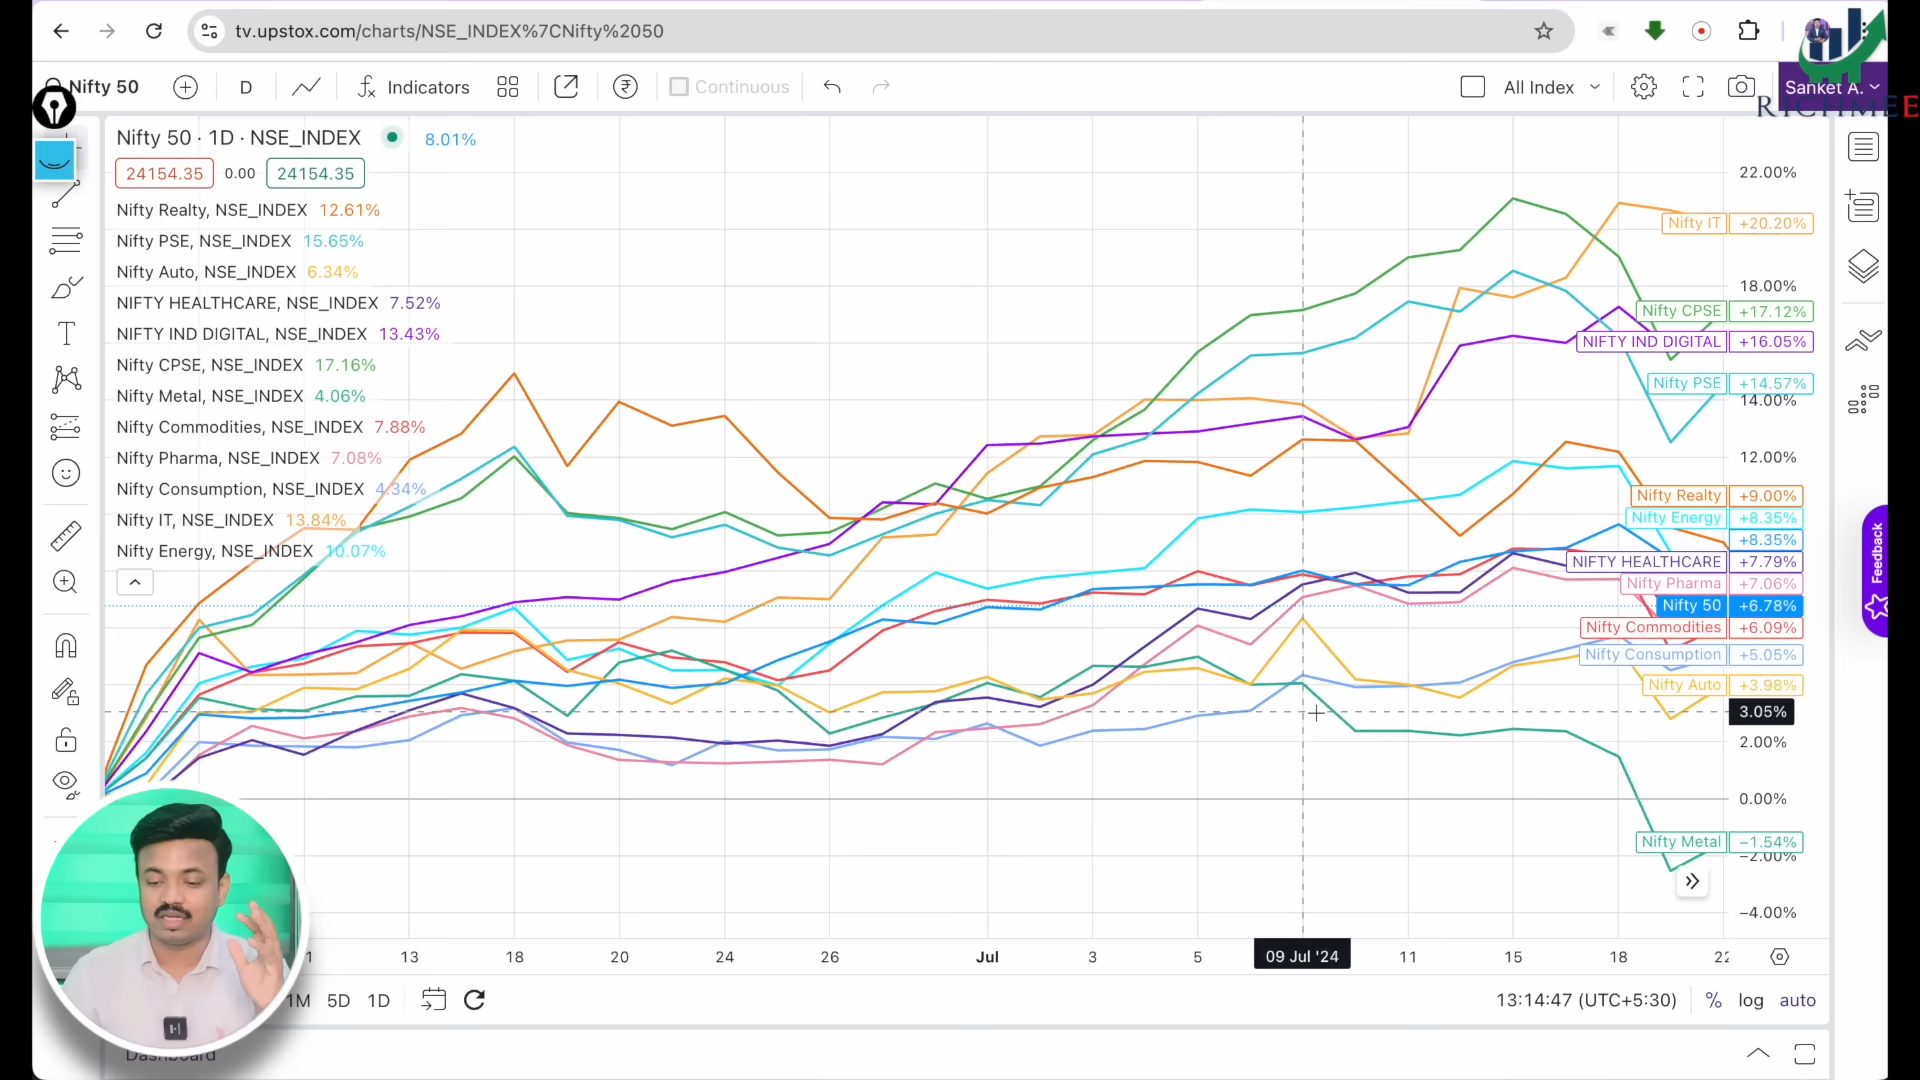 tv.upstox.com/charts/NSE_INDEX%7CNifty%2050
Nifty 50
D
Indicators
Continuous
All Index
Sanket A.
RICHMEE
Nifty 50 · 1D · NSE_INDEX 8.01%
24154.35 0.00 24154.35
Nifty Realty, NSE_INDEX 12.61%
Nifty PSE, NSE_INDEX 15.65%
Nifty Auto, NSE_INDEX 6.34%
NIFTY HEALTHCARE, NSE_INDEX 7.52%
NIFTY IND DIGITAL, NSE_INDEX 13.43%
Nifty CPSE, NSE_INDEX 17.16%
Nifty Metal, NSE_INDEX 4.06%
Nifty Commodities, NSE_INDEX 7.88%
Nifty Pharma, NSE_INDEX 7.08%
Nifty Consumption, NSE_INDEX 4.34%
Nifty IT, NSE_INDEX 13.84%
Nifty Energy, NSE_INDEX 10.07%
22.00%
Nifty IT +20.20%
18.00%
Nifty CPSE +17.12%
NIFTY IND DIGITAL +16.05%
Nifty PSE +14.57%
14.00%
12.00%
Nifty Realty +9.00%
Nifty Energy +8.35%
+8.35%
NIFTY HEALTHCARE +7.79%
Nifty Pharma +7.06%
Nifty 50 +6.78%
Nifty Commodities +6.09%
Nifty Consumption +5.05%
Nifty Auto +3.98%
3.05%
2.00%
0.00%
Nifty Metal −1.54%
−2.00%
−4.00%
Feedback
13 18 20 24 26 Jul 3 5 09 Jul '24 11 15 18 22
1M 5D 1D
13:14:47 (UTC+5:30) % log auto
Dashboard